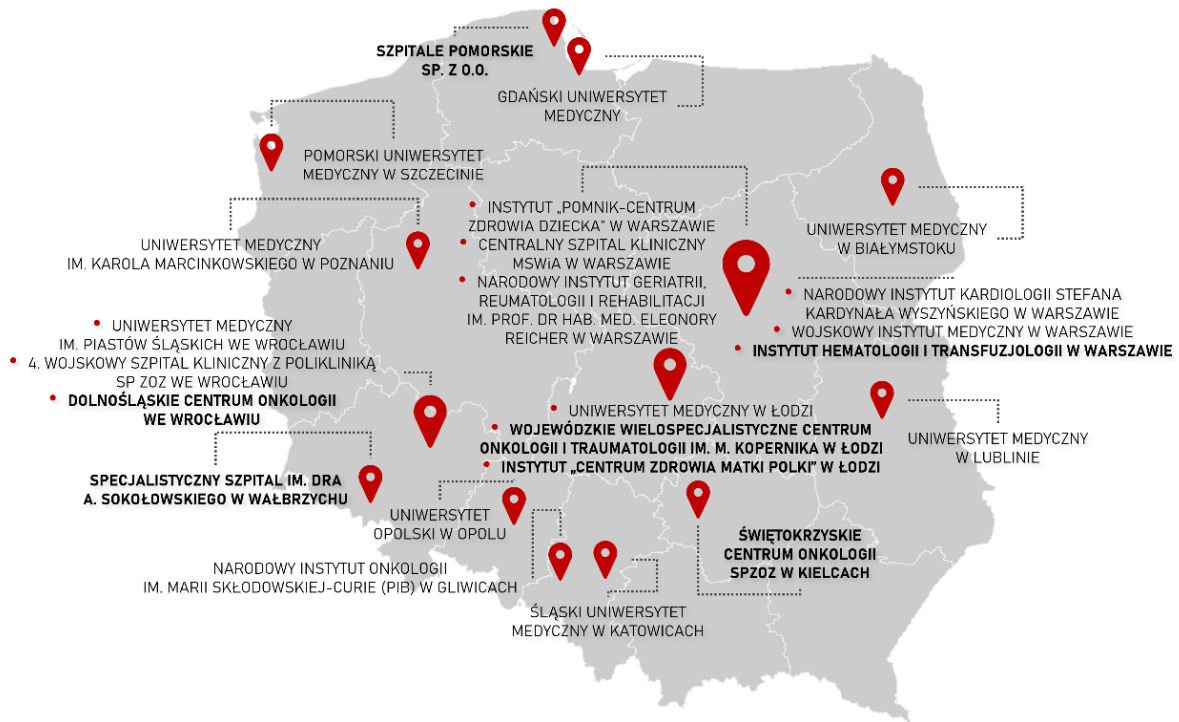 SZPITALE POMORSKIE
SP. Z O.O.
GDAŃSKI UNIWERSYTET
MEDYCZNY
POMORSKI UNIWERSYTET
MEDYCZNY W SZCZECINIE
UNIWERSYTET MEDYCZNY
IM. KAROLA MARCINKOWSKIEGO W POZNANIU
• INSTYTUT „POMNIK-CENTRUM
ZDROWIA DZIECKA” W WARSZAWIE
• CENTRALNY SZPITAL KLINICZNY
MSWiA W WARSZAWIE
• NARODOWY INSTYTUT GERIATRII,
REUMATOLOGII I REHABILITACJI
IM. PROF. DR HAB. MED. ELEONORY
REICHER W WARSZAWIE
UNIWERSYTET MEDYCZNY
W BIAŁYMSTOKU
• NARODOWY INSTYTUT KARDIOLOGII STEFANA
KARDYNAŁA WYSZYŃSKIEGO W WARSZAWIE
• WOJSKOWY INSTYTUT MEDYCZNY W WARSZAWIE
• INSTYTUT HEMATOLOGII I TRANSFUZJOLOGII W WARSZAWIE
• UNIWERSYTET MEDYCZNY
IM. PIASTÓW ŚLĄSKICH WE WROCŁAWIU
• 4. WOJSKOWY SZPITAL KLINICZNY Z POLIKLINIKĄ
SP ZOZ WE WROCŁAWIU
• DOLNOŚLĄSKIE CENTRUM ONKOLOGII
WE WROCŁAWIU
• UNIWERSYTET MEDYCZNY W ŁODZI
• WOJEWÓDZKIE WIELOSPECJALISTYCZNE CENTRUM
ONKOLOGII I TRAUMATOLOGII IM. M. KOPERNIKA W ŁODZI
• INSTYTUT „CENTRUM ZDROWIA MATKI POLKI” W ŁODZI
UNIWERSYTET MEDYCZNY
W LUBLINIE
SPECJALISTYCZNY SZPITAL IM. DRA
A. SOKOŁOWSKIEGO W WAŁBRZYCHU
UNIWERSYTET
OPOLSKI W OPOLU
ŚWIĘTOKRZYSKIE
CENTRUM ONKOLOGII
SPZOZ W KIELCACH
NARODOWY INSTYTUT ONKOLOGII
IM. MARII SKŁODOWSKIEJ-CURIE (PIB) W GLIWICACH
ŚLĄSKI UNIWERSYTET
MEDYCZNY W KATOWICACH